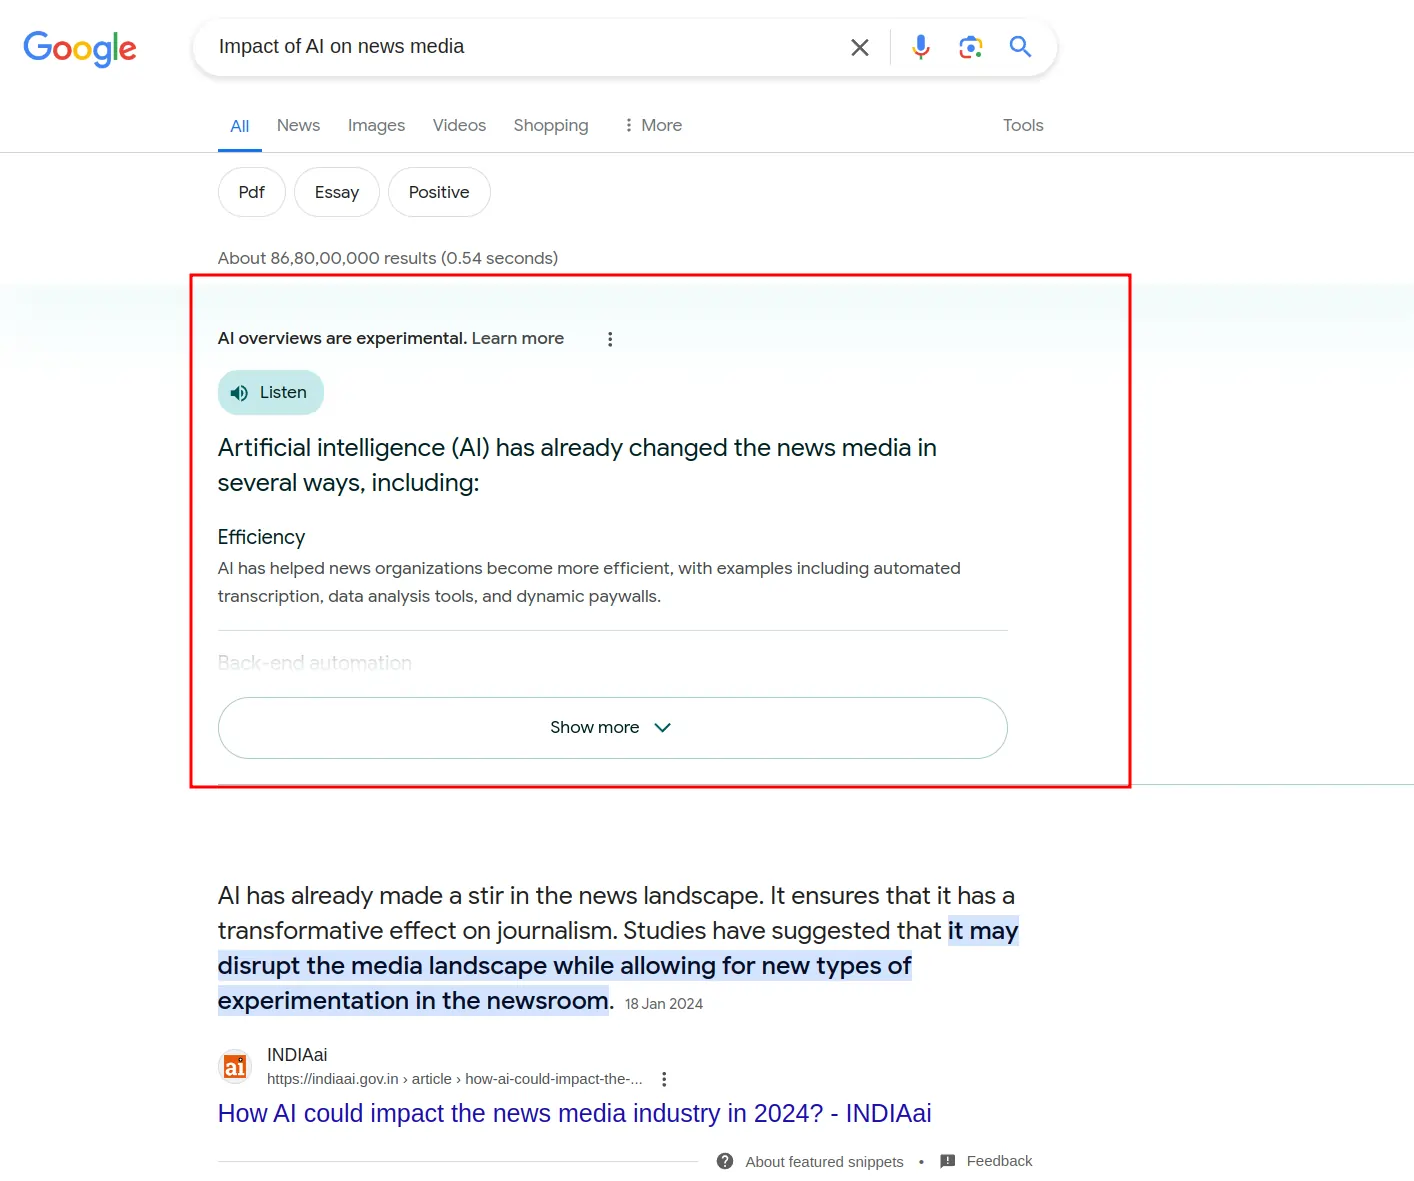 Google
Impact of AI on news media
All News Images Videos Shopping More Tools
Pdf Essay Positive
About 86,80,00,000 results (0.54 seconds)
AI overviews are experimental. Learn more
Listen
Artificial intelligence (AI) has already changed the news media in
several ways, including:
Efficiency
AI has helped news organizations become more efficient, with examples including automated
transcription, data analysis tools, and dynamic paywalls.
Back-end automation
Show more
AI has already made a stir in the news landscape. It ensures that it has a
transformative effect on journalism. Studies have suggested that it may
disrupt the media landscape while allowing for new types of
experimentation in the newsroom. 18 Jan 2024
ai
INDIAai
https://indiaai.gov.in › article › how-ai-could-impact-the-...
How AI could impact the news media industry in 2024? - INDIAai
About featured snippets • Feedback